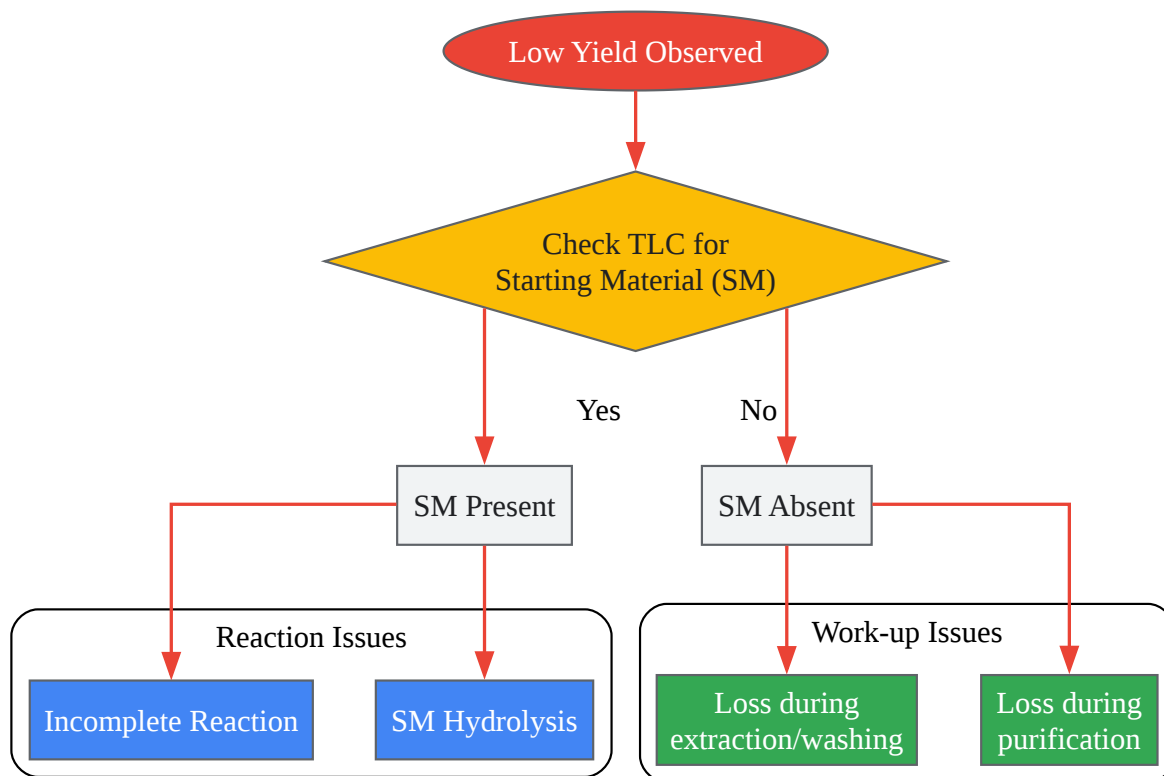 Low Yield Observed
Check TLC for
Starting Material (SM)
Yes
No
SM Present
SM Absent
Reaction Issues
Work-up Issues
Incomplete Reaction
SM Hydrolysis
Loss during
extraction/washing
Loss during
purification